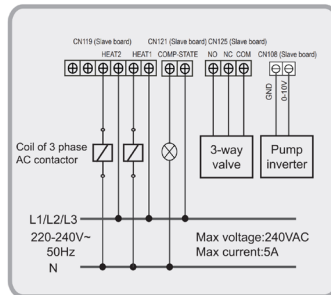 CN119 (Slave board) CN121 (Slave board) CN125 (Slave board)
HEAT2 HEAT1 COMP-STATE NO NC COM CN108 (Slave board)
GND
0-10V
Coil of 3 phase
AC contactor
3-way
valve
Pump
inverter
L1/L2/L3
220-240V~
50Hz
N
Max voltage:240VAC
Max current:5A